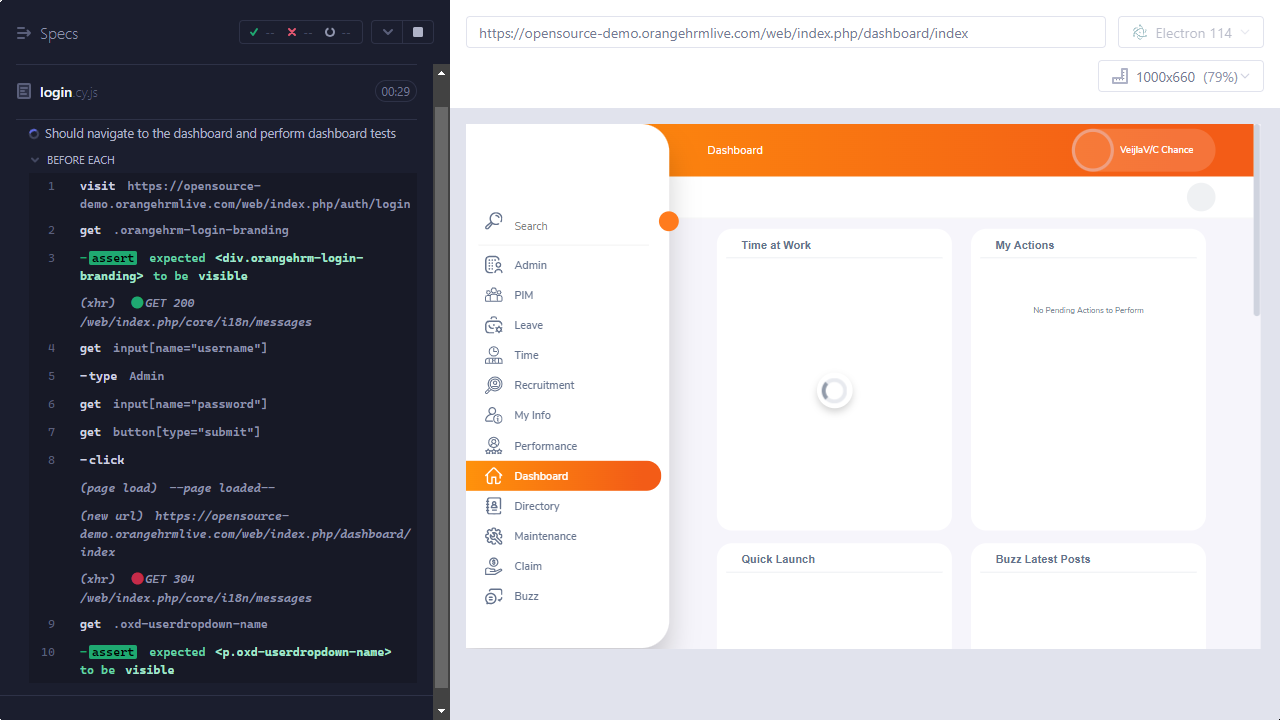 Specs
-- -- --
login.cy.js
00:29
Should navigate to the dashboard and perform dashboard tests
BEFORE EACH
1 visit https://opensource-
demo.orangehrmlive.com/web/index.php/auth/login
2 get .orangehrm-login-branding
3 -assert expected <div.orangehrm-login-
branding> to be visible
(xhr) GET 200
/web/index.php/core/i18n/messages
4 get input[name="username"]
5 -type Admin
6 get input[name="password"]
7 get button[type="submit"]
8 -click
(page load) --page loaded--
(new url) https://opensource-
demo.orangehrmlive.com/web/index.php/dashboard/
index
(xhr) GET 304
/web/index.php/core/i18n/messages
9 get .oxd-userdropdown-name
10 -assert expected <p.oxd-userdropdown-name>
to be visible
https://opensource-demo.orangehrmlive.com/web/index.php/dashboard/index
Electron 114
1000x660 (79%)
Dashboard
VeijlaV/C Chance
Search
Admin
PIM
Leave
Time
Recruitment
My Info
Performance
Dashboard
Directory
Maintenance
Claim
Buzz
Time at Work
My Actions
No Pending Actions to Perform
Quick Launch
Buzz Latest Posts